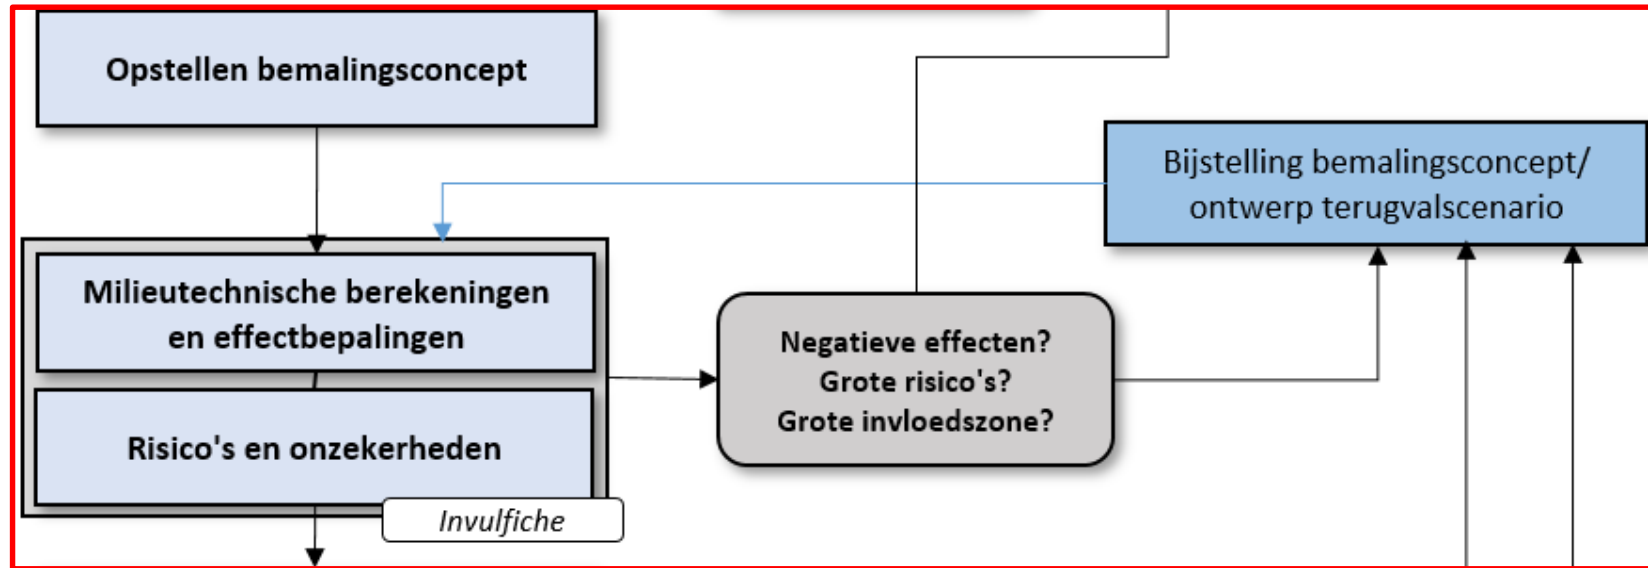 Opstellen bemalingsconcept
Bijstelling bemalingsconcept/
ontwerp terugvalscenario
Milieutechnische berekeningen
en effectbepalingen
Negatieve effecten?
Grote risico's?
Grote invloedszone?
Risico's en onzekerheden
Invulfiche